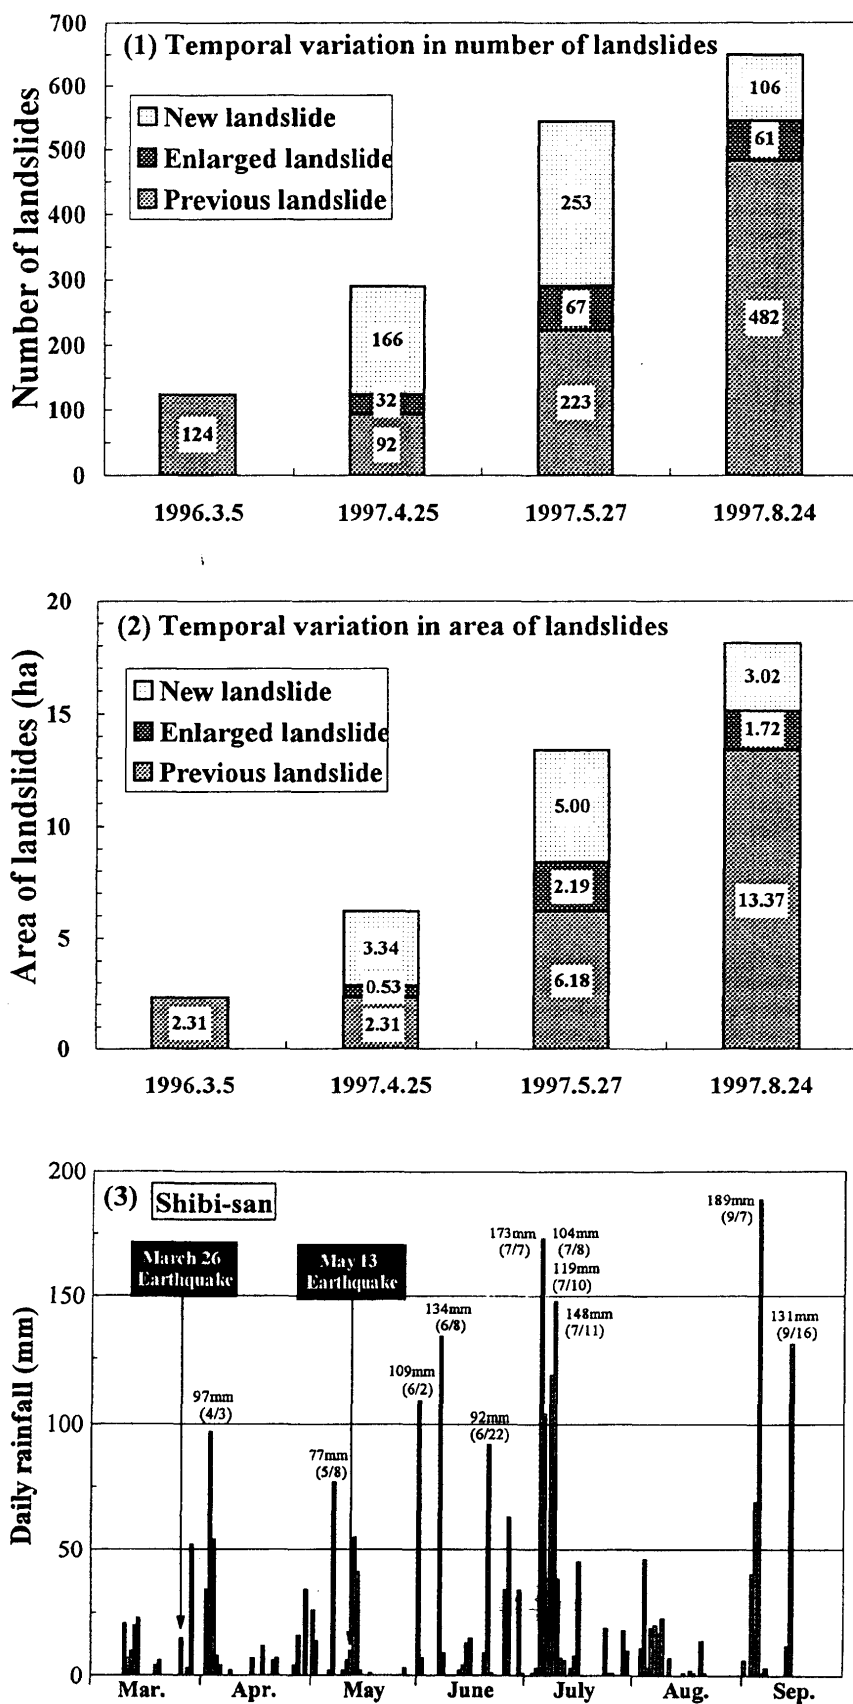 (1) Temporal variation in number of landslides
Number of landslides
700
600
500
400
300
200
100
0
New landslide
Enlarged landslide
Previous landslide
124
166
32
92
253
67
223
106
61
482
1996.3.5
1997.4.25
1997.5.27
1997.8.24
(2) Temporal variation in area of landslides
Area of landslides (ha)
20
15
10
5
0
New landslide
Enlarged landslide
Previous landslide
2.31
3.34
0.53
2.31
5.00
2.19
6.18
3.02
1.72
13.37
1996.3.5
1997.4.25
1997.5.27
1997.8.24
(3) Shibi-san
Daily rainfall (mm)
200
150
100
50
0
March 26
Earthquake
May 13
Earthquake
97mm
(4/3)
77mm
(5/8)
109mm
(6/2)
134mm
(6/8)
92mm
(6/22)
173mm
(7/7)
104mm
(7/8)
119mm
(7/10)
148mm
(7/11)
189mm
(9/7)
131mm
(9/16)
Mar.
Apr.
May
June
July
Aug.
Sep.